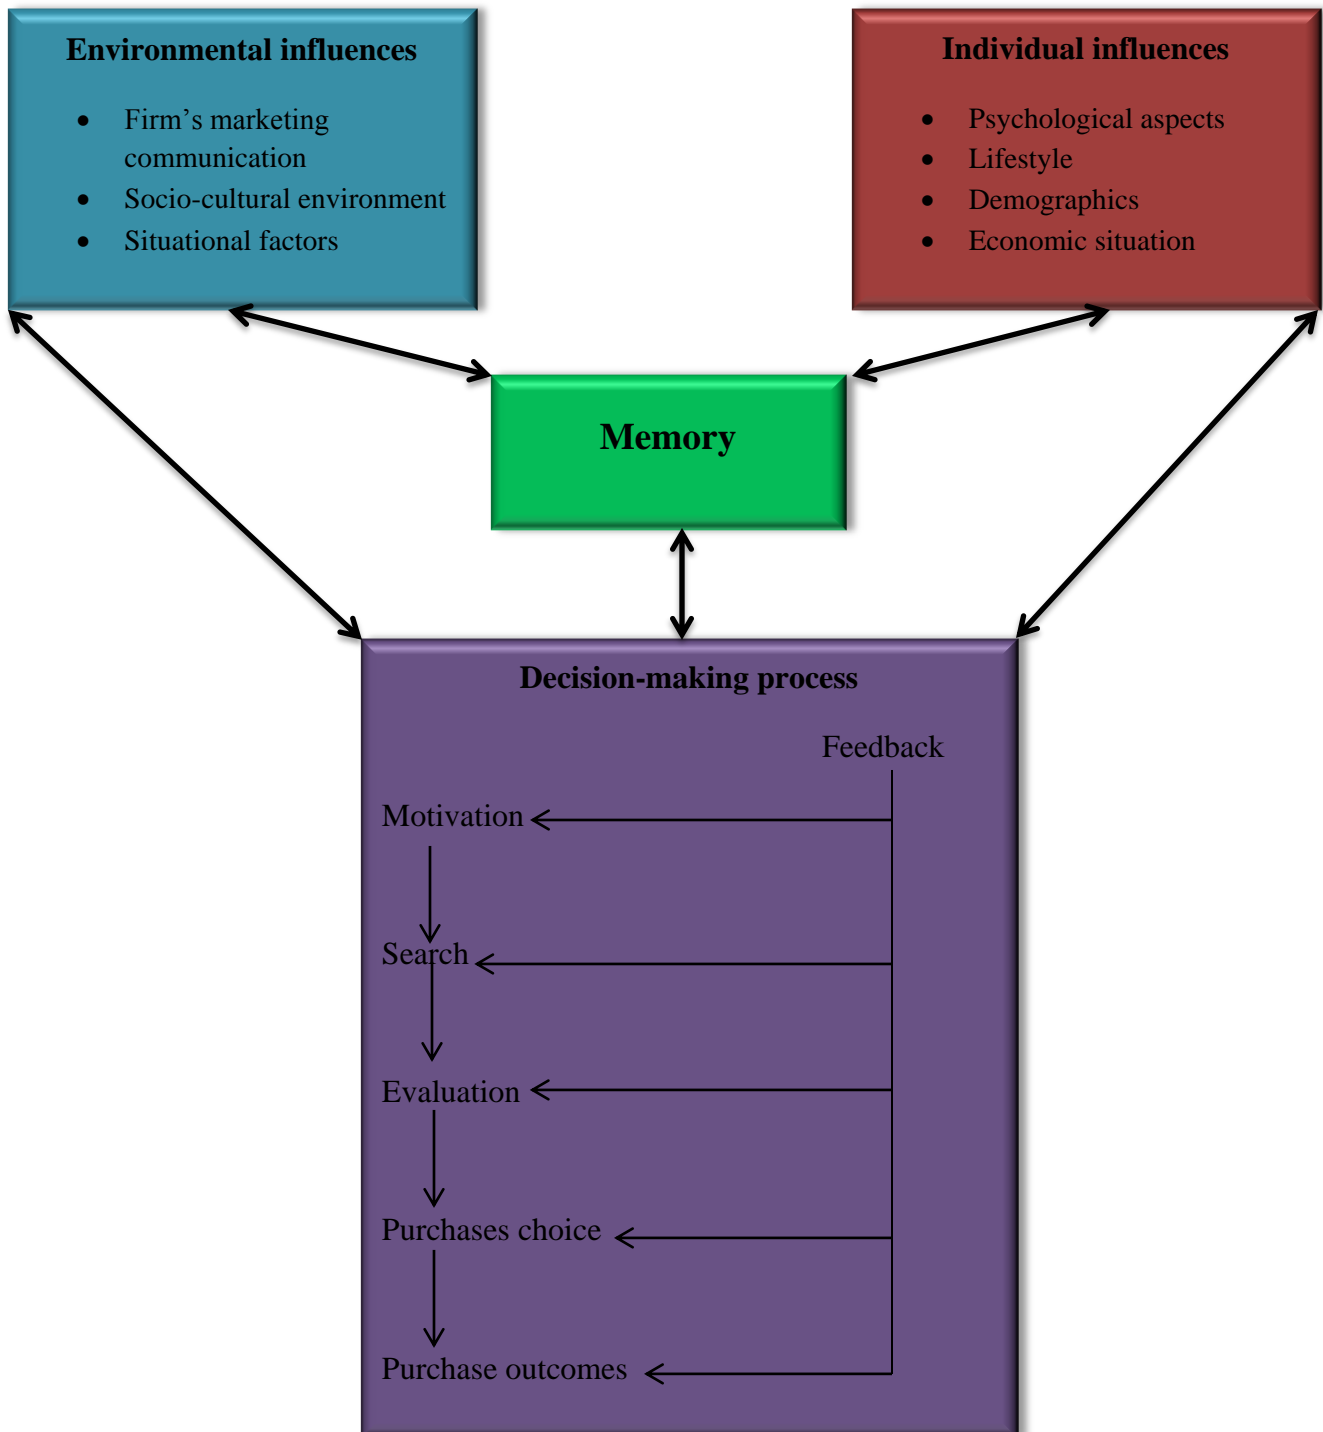 Environmental influences
• Firm’s marketing
communication
• Socio-cultural environment
• Situational factors
Individual influences
• Psychological aspects
• Lifestyle
• Demographics
• Economic situation
Memory
Decision-making process
Feedback
Motivation
Search
Evaluation
Purchases choice
Purchase outcomes